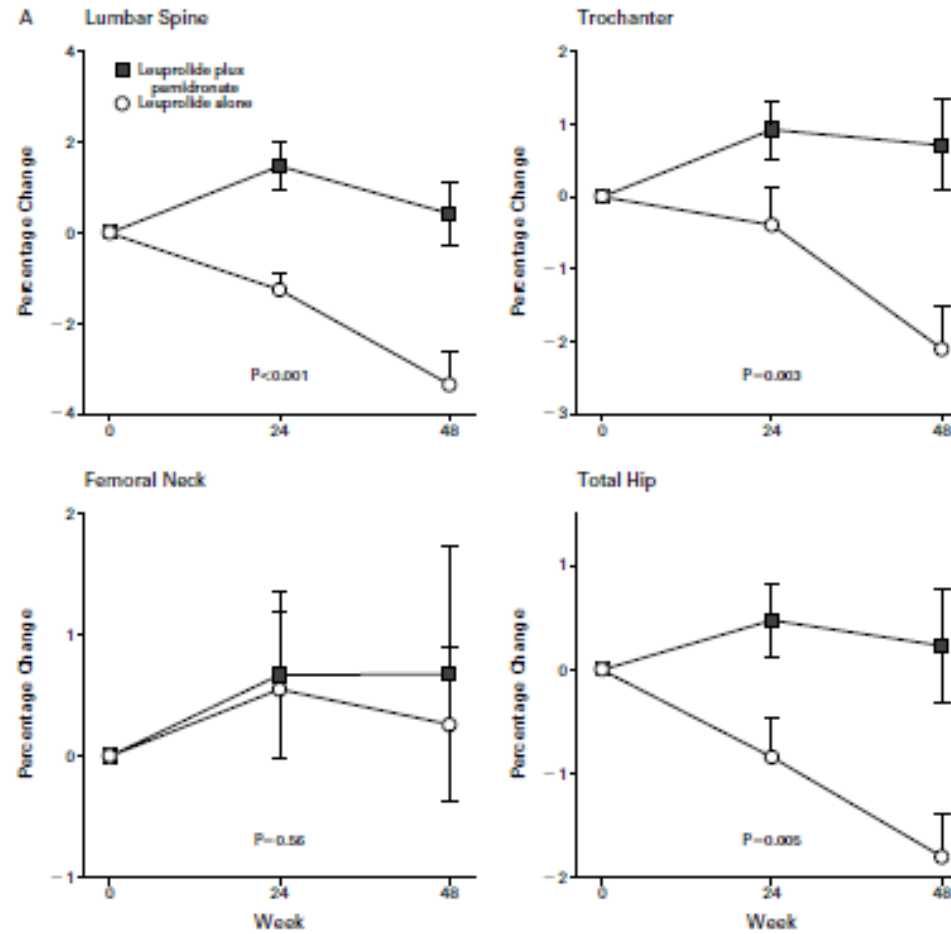 A Lumbar Spine
4
2
0
−2
−4
Percentage Change
Leuprolide plus
pamidronate
Leuprolide alone
P<0.001
0 24 48
Trochanter
2
1
0
−1
−2
−3
Percentage Change
P=0.003
0 24 48
Femoral Neck
2
1
0
−1
Percentage Change
P=0.56
0 24 48
Week
Total Hip
1
0
−1
−2
Percentage Change
P=0.005
0 24 48
Week